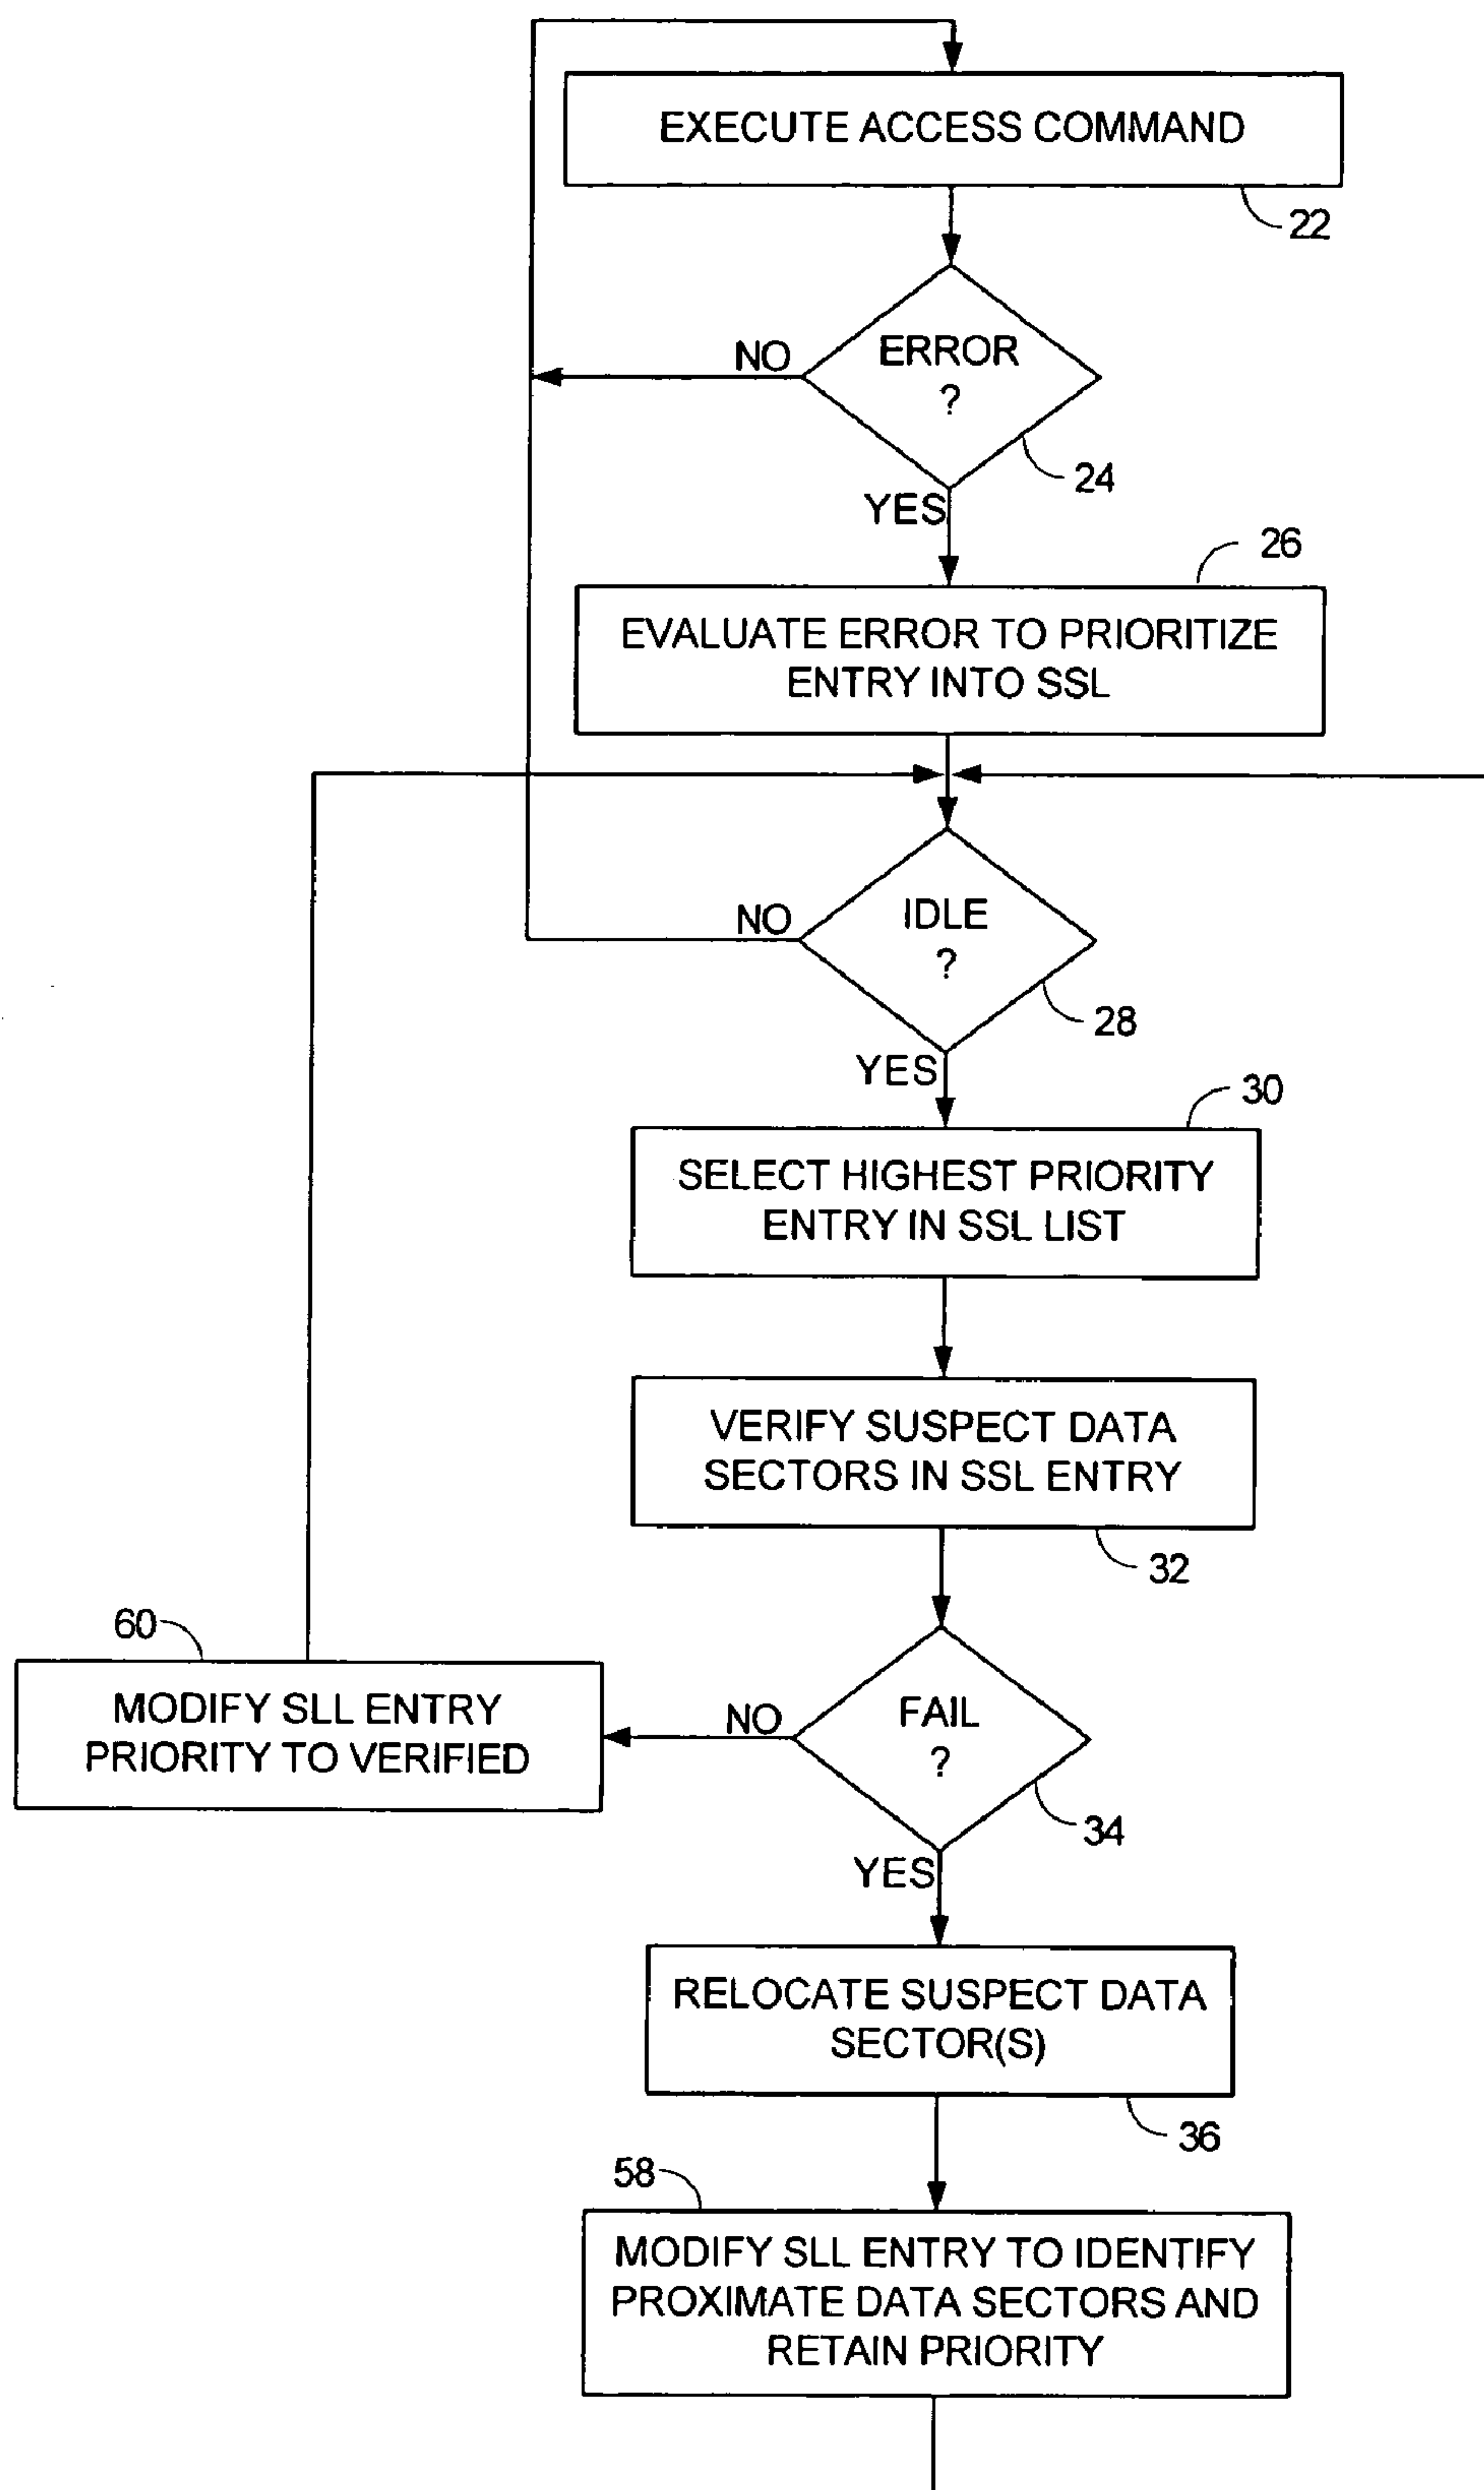 EXECUTE ACCESS COMMAND
22
ERROR
?
NO
24
YES
26
EVALUATE ERROR TO PRIORITIZE
ENTRY INTO SSL
IDLE
?
NO
28
YES
30
SELECT HIGHEST PRIORITY
ENTRY IN SSL LIST
VERIFY SUSPECT DATA
SECTORS IN SSL ENTRY
32
60
MODIFY SLL ENTRY
PRIORITY TO VERIFIED
NO
FAIL
?
34
YES
RELOCATE SUSPECT DATA
SECTOR(S)
36
58
MODIFY SLL ENTRY TO IDENTIFY
PROXIMATE DATA SECTORS AND
RETAIN PRIORITY